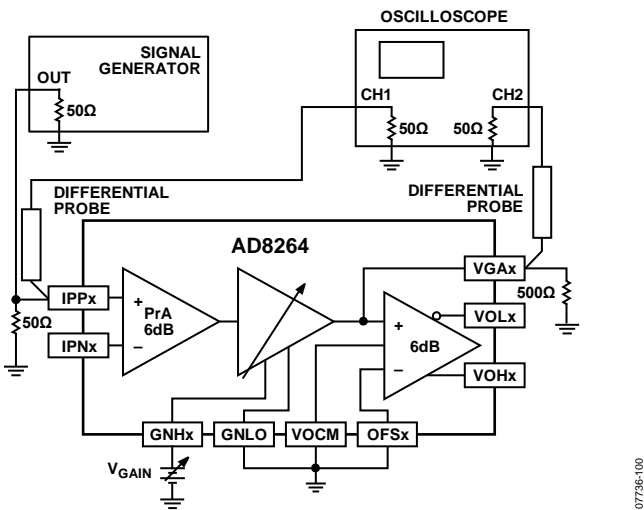 OSCILLOSCOPE
SIGNAL
GENERATOR
OUT
50Ω
CH1
CH2
50Ω
50Ω
DIFFERENTIAL
PROBE
DIFFERENTIAL
PROBE
AD8264
VGAx
IPPx
+
PrA
6dB
–
50Ω
IPNx
+
6dB
–
500Ω
VOLx
VOHx
GNHx
GNLO
VOCM
OFSx
VGAIN
07736-100